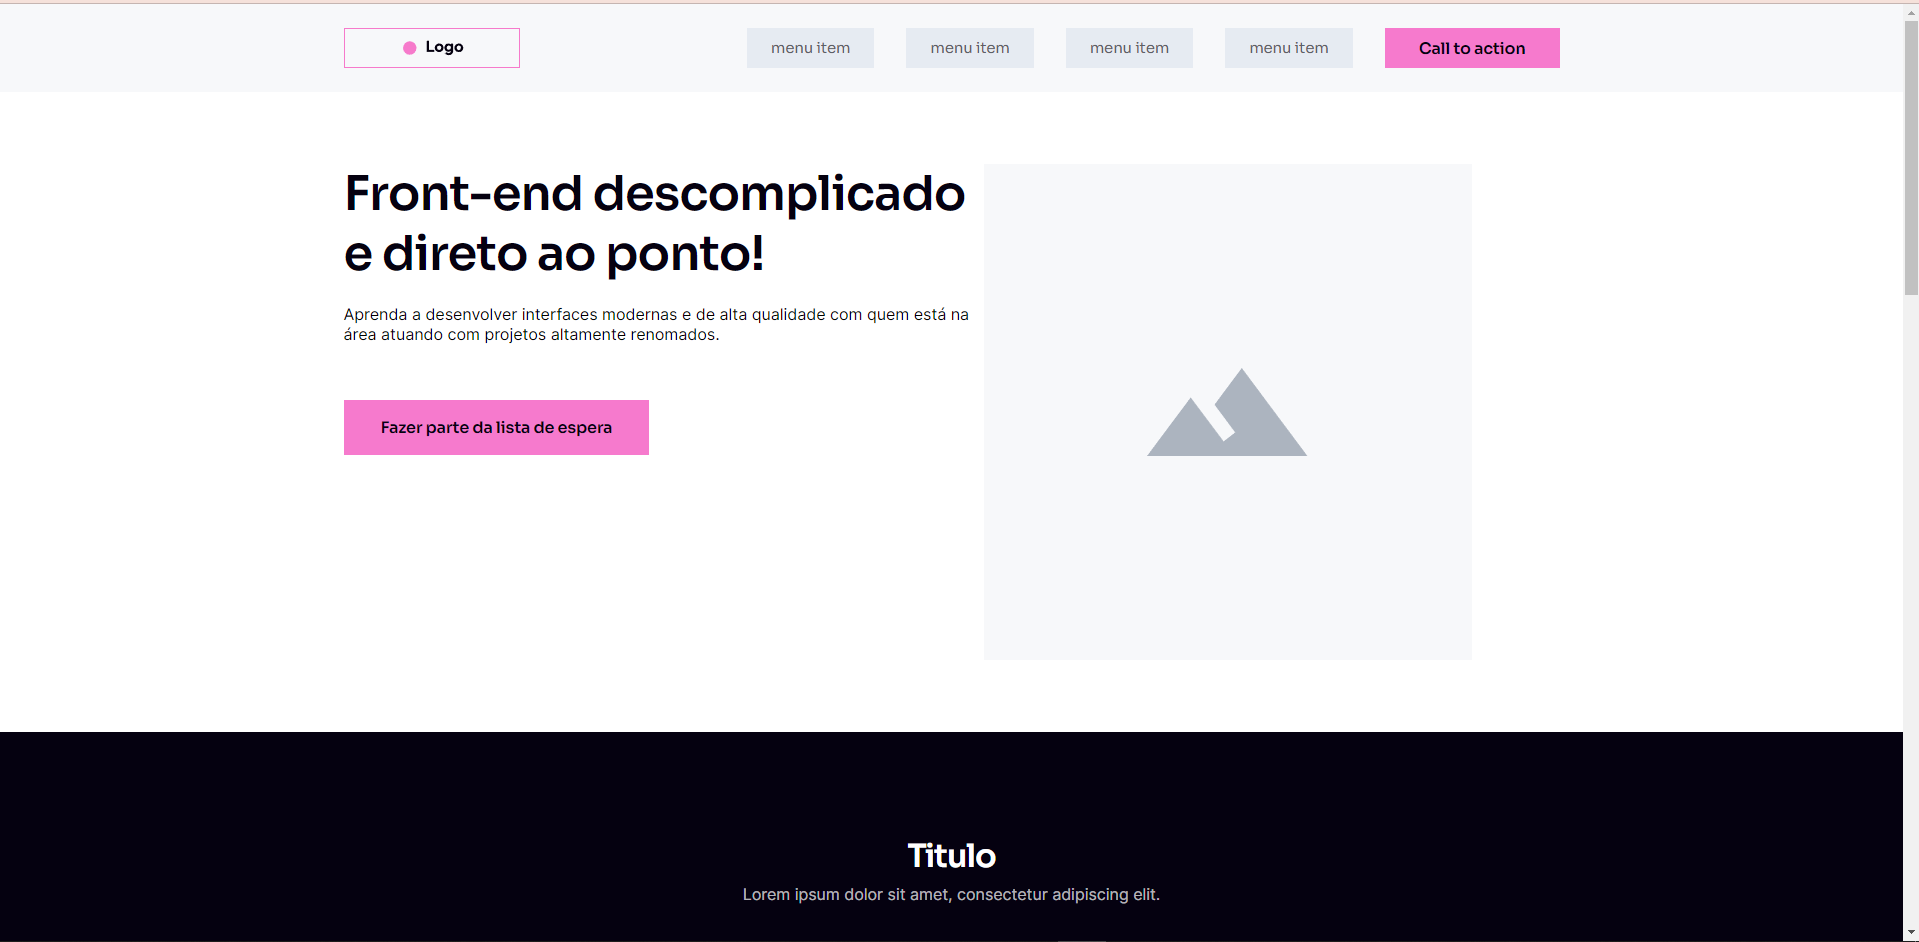 Logo
menu item
menu item
menu item
menu item
Call to action
Front-end descomplicado
e direto ao ponto!
Aprenda a desenvolver interfaces modernas e de alta qualidade com quem está na
área atuando com projetos altamente renomados.
Fazer parte da lista de espera
Titulo
Lorem ipsum dolor sit amet, consectetur adipiscing elit.